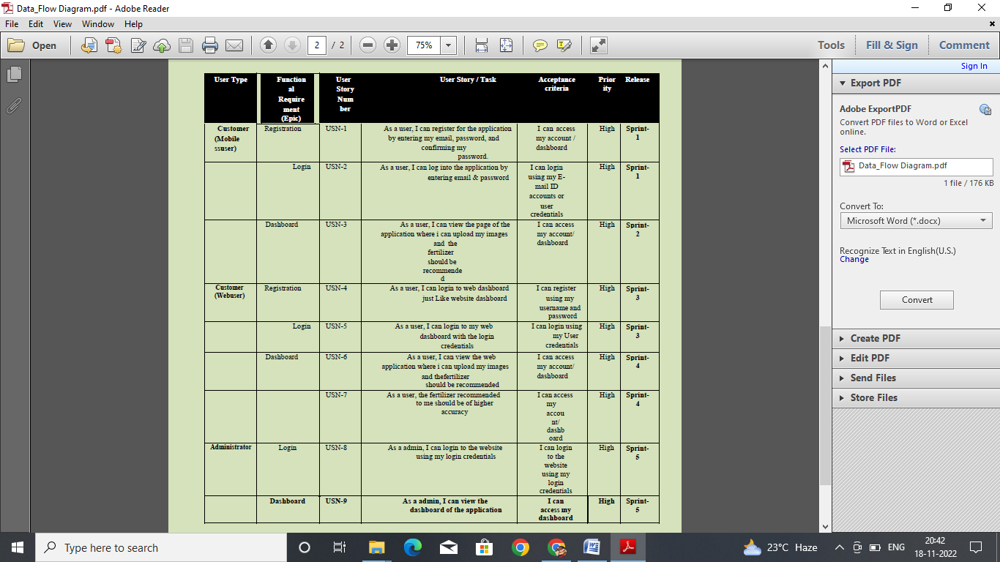 Data_Flow Diagram.pdf - Adobe Reader
File Edit View Window Help
Open 2 / 2 75% Tools Fill & Sign Comment
Sign In
Export PDF
Adobe ExportPDF
Convert PDF files to Word or Excel
online.
Select PDF File:
Data_Flow Diagram.pdf
1 file / 176 KB
Convert To:
Microsoft Word (*.docx)
Recognize Text in English(U.S.)
Change
Convert
Create PDF
Edit PDF
Send Files
Store Files
User Type
Function
al
Require
ment
(Epic)
User
Story
Num
ber
User Story / Task
Acceptance
criteria
Prior
ity
Release
Customer
(Mobile
ssuser)
Registration
USN-1
As a user, I can register for the application
by entering my email, password, and
confirming my
password.
I can access
my account /
dashboard
High
Sprint-
1
Login
USN-2
As a user, I can log into the application by
entering email & password
I can login
using my E-
mail ID
accounts or
user
credentials
High
Sprint-
1
Dashboard
USN-3
As a user, I can view the page of the
application where i can upload my images
and the
fertilizer
should be
recommende
d
I can access
my account/
dashboard
High
Sprint-
2
Customer
(Webuser)
Registration
USN-4
As a user, I can login to web dashboard
just Like website dashboard
I can register
using my
username and
password
High
Sprint-
3
Login
USN-5
As a user, I can login to my web
dashboard with the login
credentials
I can login using
my User
credentials
High
Sprint-
3
Dashboard
USN-6
As a user, I can view the web
application where i can upload my images
and thefertilizer
should be recommended
I can access
my account/
dashboard
High
Sprint-
4
USN-7
As a user, the fertilizer recommended
to me should be of higher
accuracy
I can access
my
accou
nt/
dashb
oard
High
Sprint-
4
Administrator
Login
USN-8
As a admin, I can login to the website
using my login credentials
I can login
to the
website
using my
login
credentials
High
Sprint-
5
Dashboard
USN-9
As a admin, I can view the
dashboard of the application
I can
access my
dashboard
High
Sprint-
5
Type here to search
23°C Haze
ENG
20:42
18-11-2022